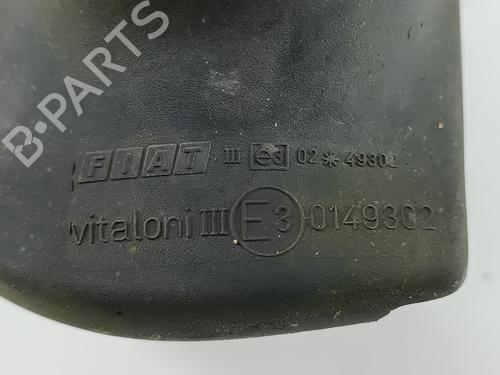 B-PARTS
FIAT III e3 02*49302
vitaloni III E3 0149302